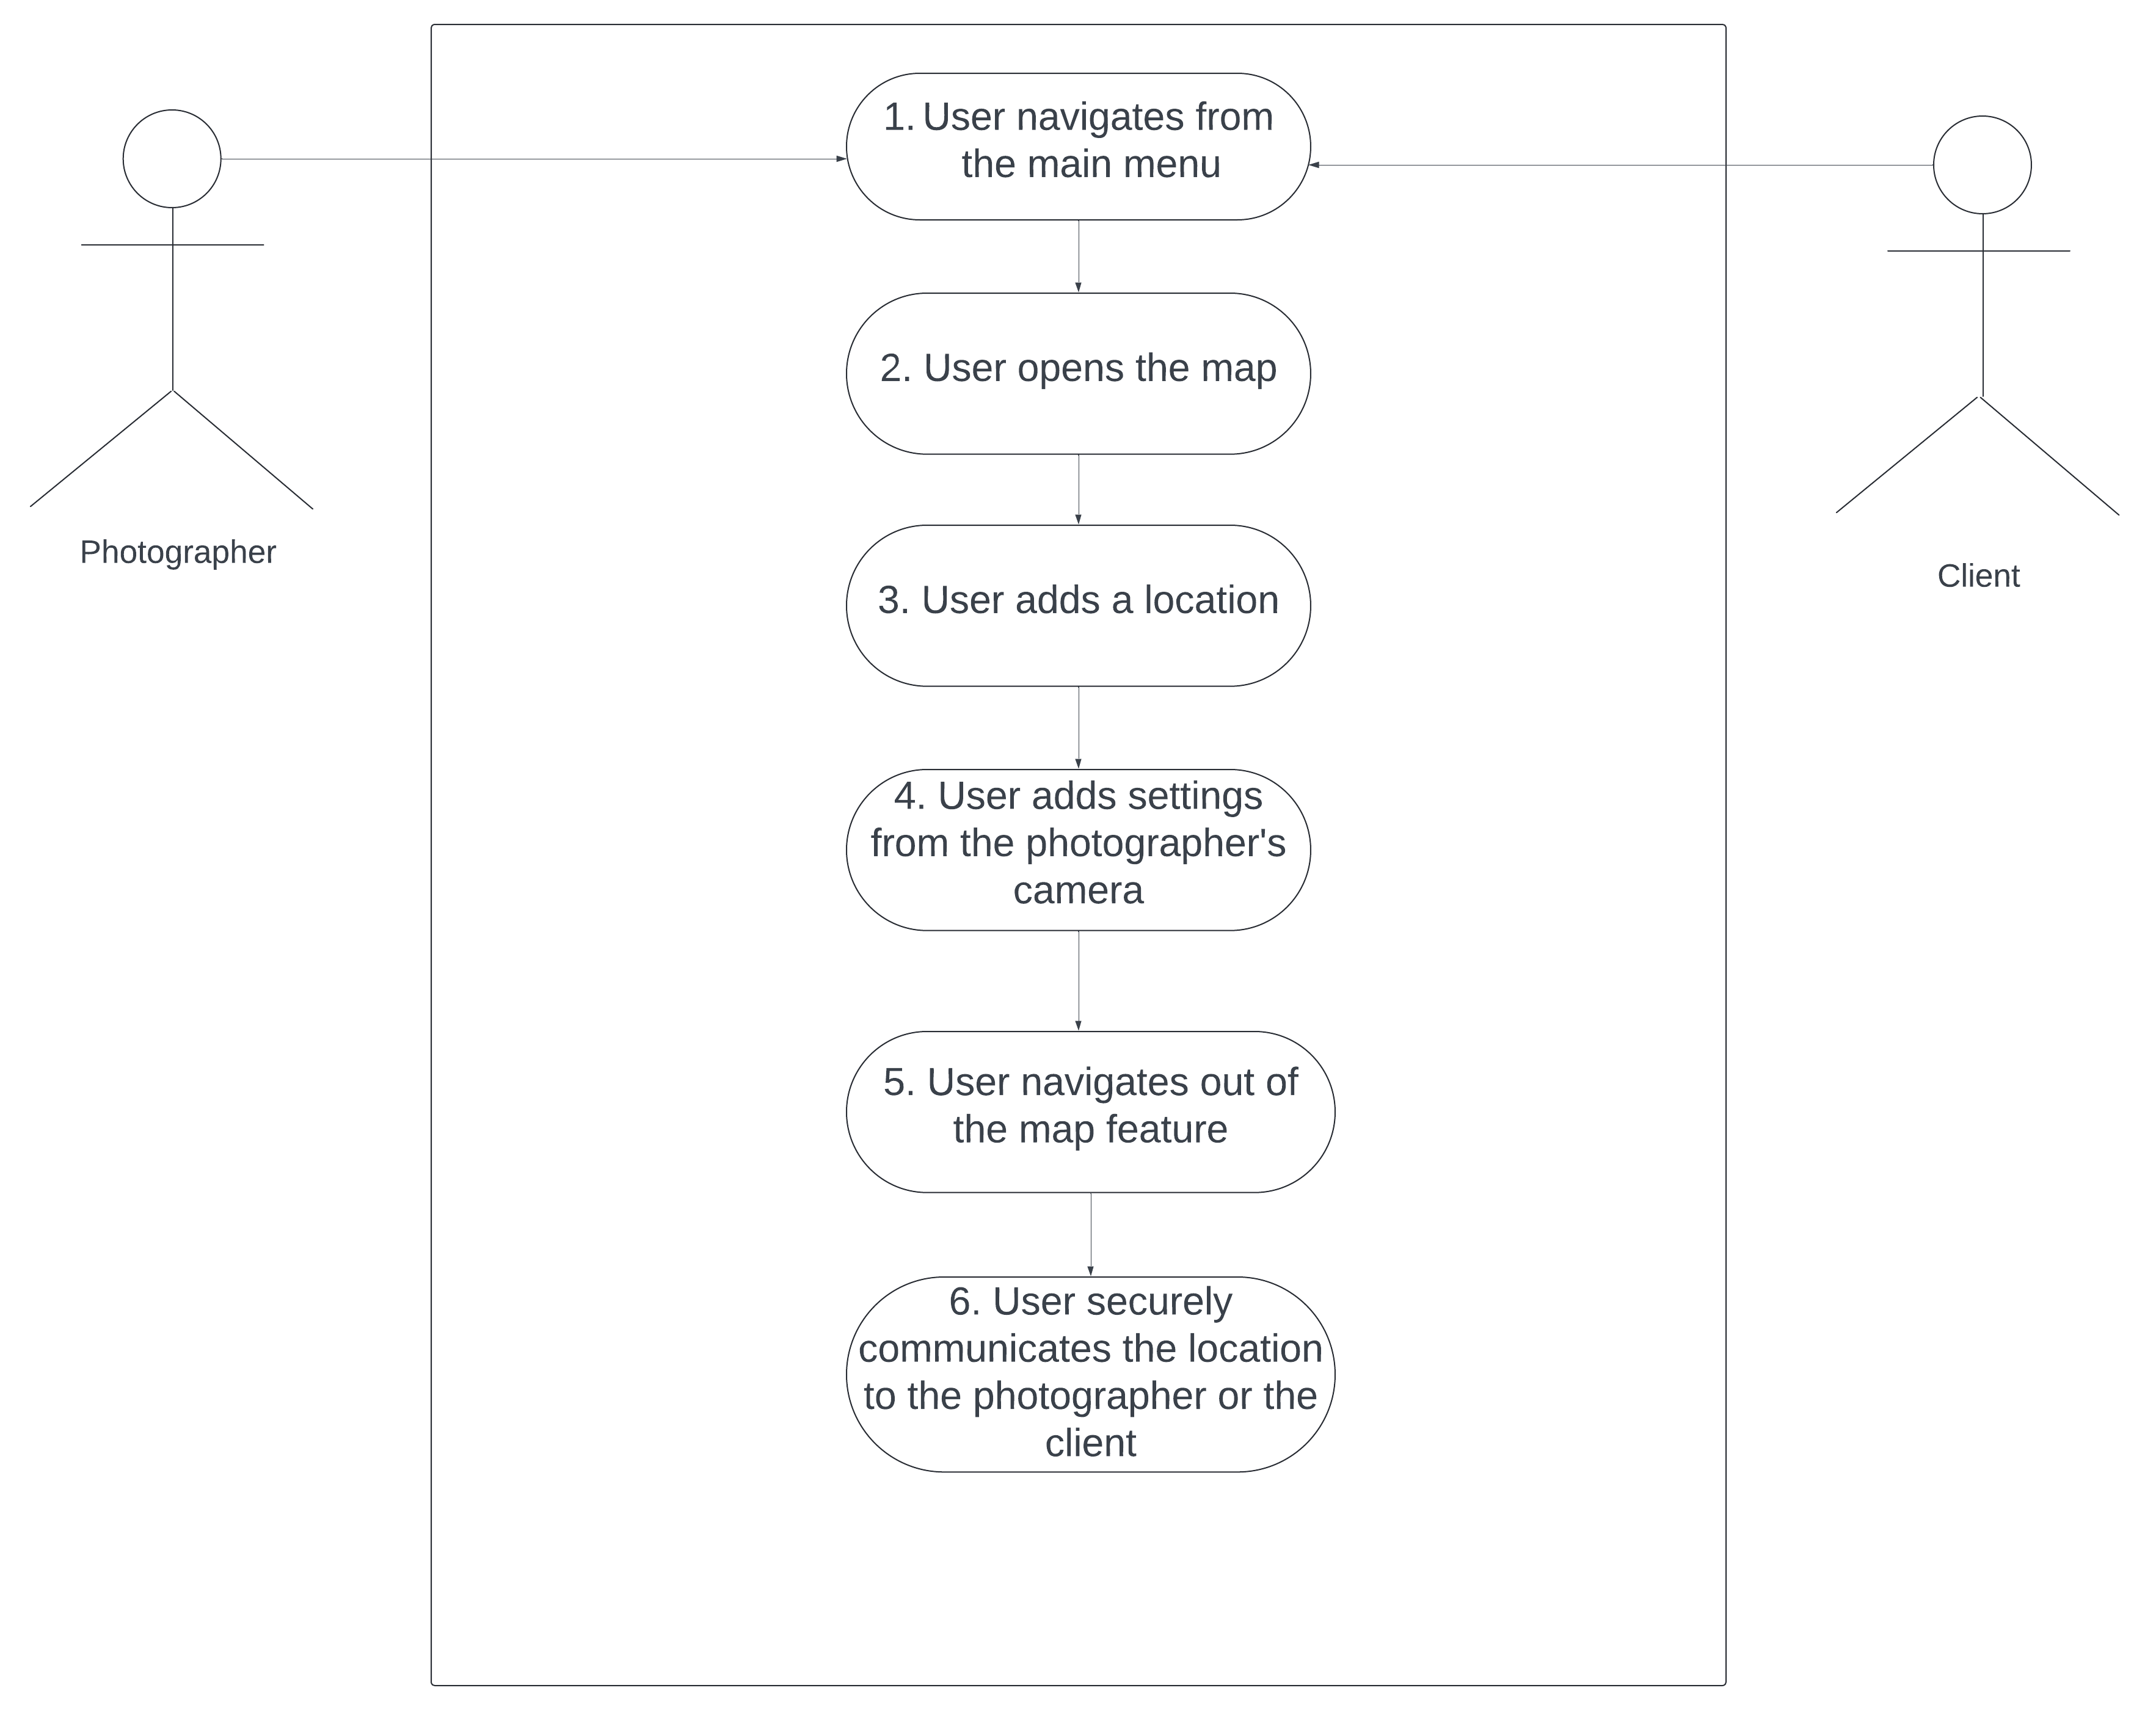 1. User navigates from
the main menu
2. User opens the map
Photographer
Client
3. User adds a location
4. User adds settings
from the photographer's
camera
5. User navigates out of
the map feature
6. User securely
communicates the location
to the photographer or the
client